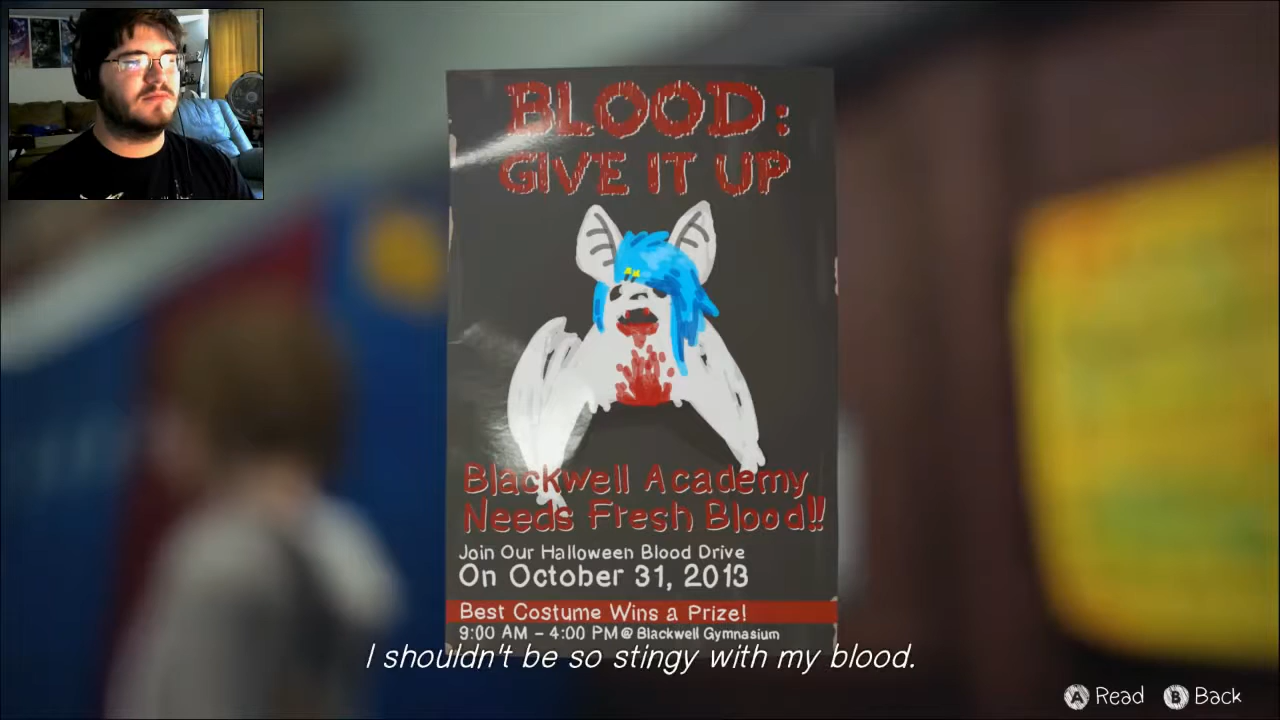 BLOOD:
GIVE IT UP
Blackwell Academy
Needs Fresh Blood!!
Join Our Halloween Blood Drive
On October 31, 2013
Best Costume Wins a Prize!
9:00 AM - 4:00 PM @ Blackwell Gymnasium
I shouldn't be so stingy with my blood.
A Read B Back